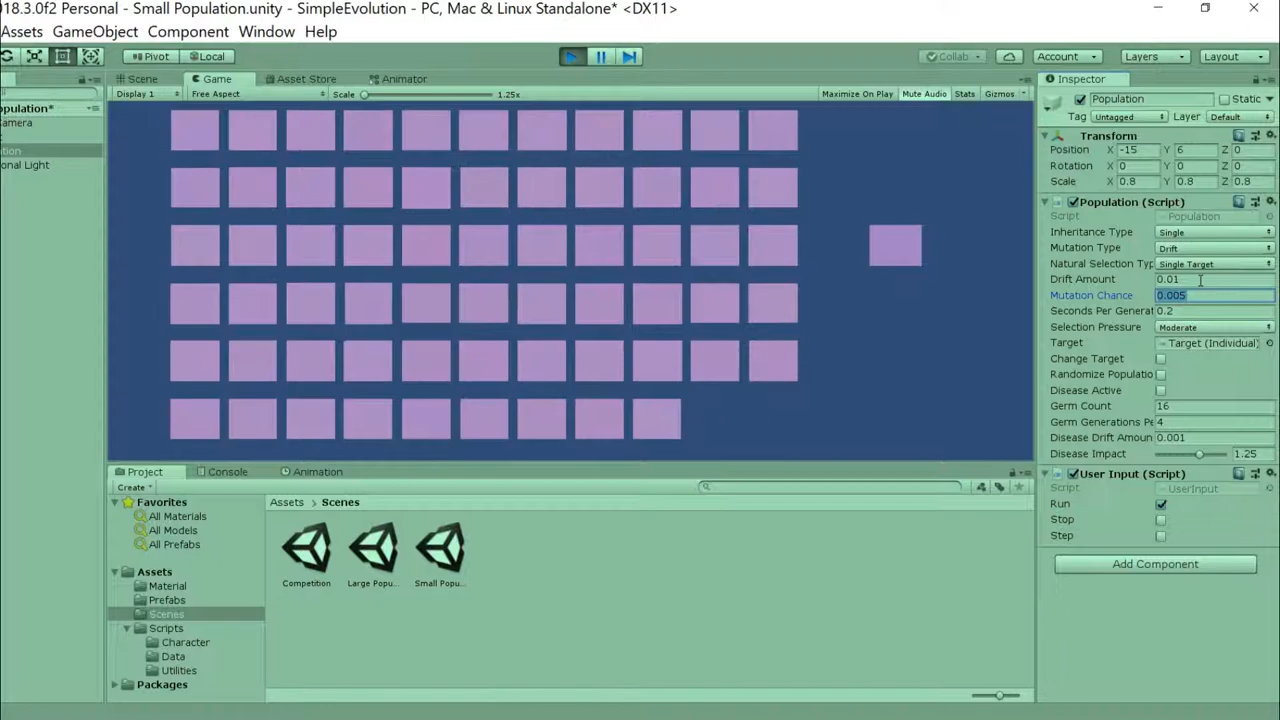 018.3.0f2 Personal - Small Population.unity - SimpleEvolution - PC, Mac & Linux Standalone* <DX11>
Assets GameObject Component Window Help
Pivot Local Collab Account Layers Layout
Scene Game Asset Store Animator
Display 1 Free Aspect Scale 1.25x Maximize On Play Mute Audio Stats Gizmos
opulation*
Camera
tion
onal Light
Inspector
Population Static
Tag Untagged Layer Default
Transform
Position X -15 Y 6 Z 0
Rotation X 0 Y 0 Z 0
Scale X 0.8 Y 0.8 Z 0.8
Population (Script)
Script Population
Inheritance Type Single
Mutation Type Drift
Natural Selection Typ Single Target
Drift Amount 0.01
Mutation Chance 0.005
Seconds Per Generat 0.2
Selection Pressure Moderate
Target Target (Individual)
Change Target
Randomize Populatio
Disease Active
Germ Count 16
Germ Generations Pe 4
Disease Drift Amoun 0.001
Disease Impact 1.25
User Input (Script)
Script UserInput
Run
Stop
Step
Add Component
Project Console Animation
Create
Favorites
All Materials
All Models
All Prefabs
Assets
Material
Prefabs
Scenes
Scripts
Character
Data
Utilities
Packages
Assets Scenes
Competition Large Popu... Small Popu...